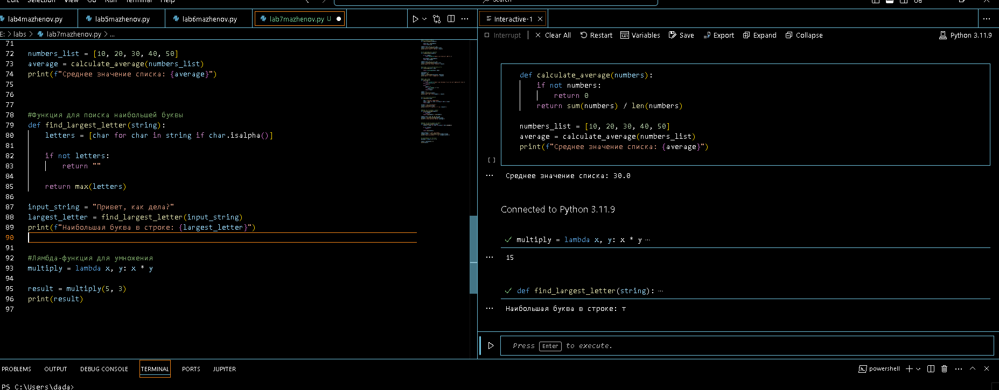 Edit Selection View Go Run Terminal Help Search
lab4mazhenov.py lab5mazhenov.py lab6mazhenov.py lab7mazhenov.py U
E: > labs > lab7mazhenov.py > ...
71
72 numbers_list = [10, 20, 30, 40, 50]
73 average = calculate_average(numbers_list)
74 print(f"Среднее значение списка: {average}")
75
76
77
78 #Функция для поиска наибольшей буквы
79 def find_largest_letter(string):
80 letters = [char for char in string if char.isalpha()]
81
82 if not letters:
83 return ""
84
85 return max(letters)
86
87 input_string = "Привет, как дела?"
88 largest_letter = find_largest_letter(input_string)
89 print(f"Наибольшая буква в строке: {largest_letter}")
90
91
92 #Лямбда-функция для умножения
93 multiply = lambda x, y: x * y
94
95 result = multiply(5, 3)
96 print(result)
97
Interactive-1
Interrupt Clear All Restart Variables Save Export Expand Collapse Python 3.11.9
def calculate_average(numbers):
if not numbers:
return 0
return sum(numbers) / len(numbers)
numbers_list = [10, 20, 30, 40, 50]
average = calculate_average(numbers_list)
print(f"Среднее значение списка: {average}")
[ ]
Среднее значение списка: 30.0
Connected to Python 3.11.9
multiply = lambda x, y: x * y ...
15
def find_largest_letter(string): ...
Наибольшая буква в строке: т
Press Enter to execute.
PROBLEMS OUTPUT DEBUG CONSOLE TERMINAL PORTS JUPYTER powershell
PS C:\Users\dada>